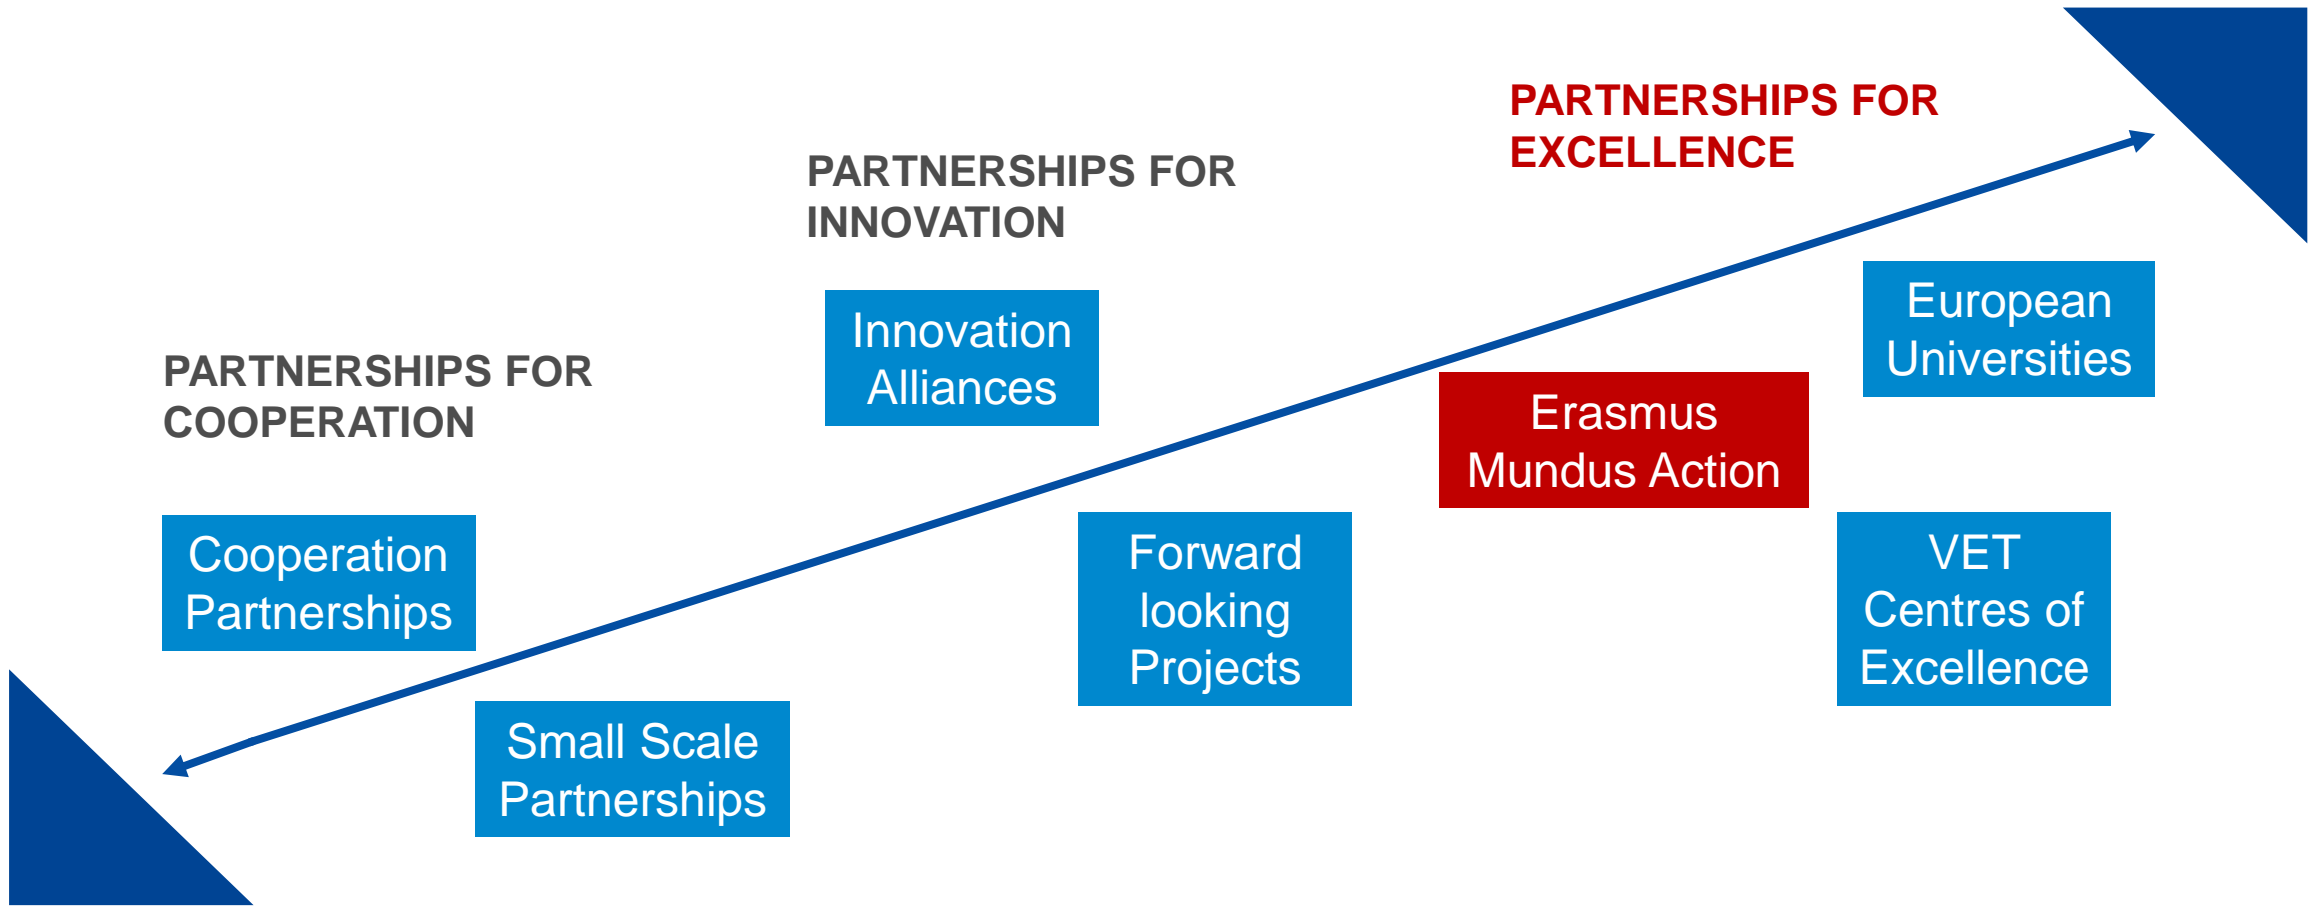 PARTNERSHIPS FOR
COOPERATION
Cooperation
Partnerships
Small Scale
Partnerships
PARTNERSHIPS FOR
INNOVATION
Innovation
Alliances
Forward
looking
Projects
PARTNERSHIPS FOR
EXCELLENCE
Erasmus
Mundus Action
European
Universities
VET
Centres of
Excellence